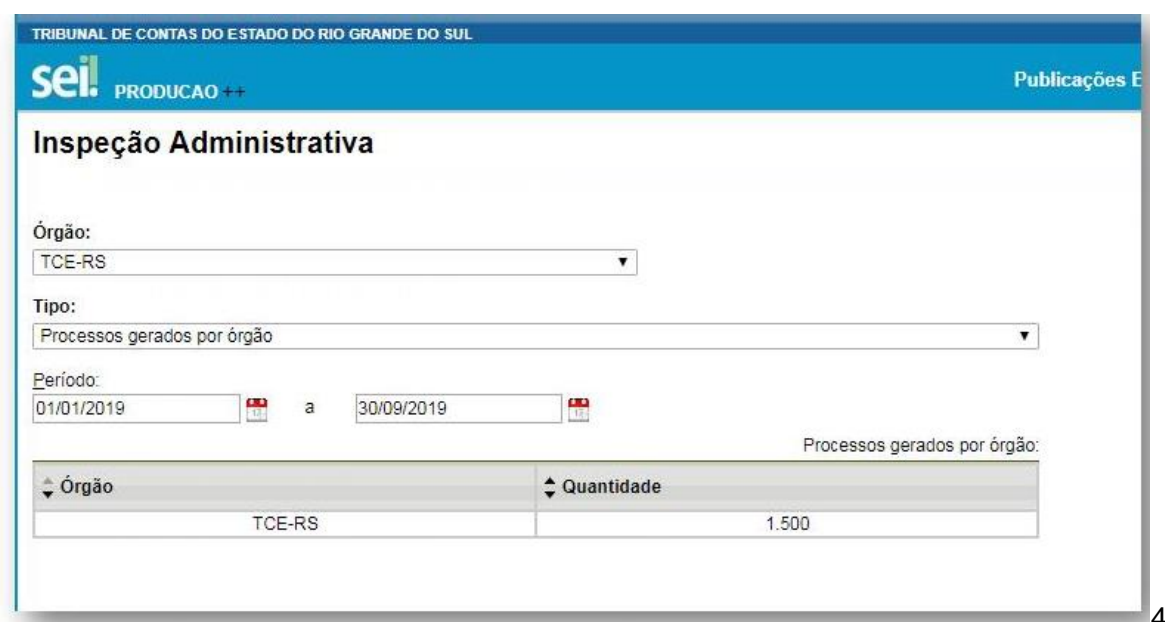 TRIBUNAL DE CONTAS DO ESTADO DO RIO GRANDE DO SUL
sei!
PRODUCAO ++
Publicações E
Inspeção Administrativa
Órgão:
TCE-RS
Tipo:
Processos gerados por órgão
Período:
01/01/2019 a 30/09/2019
Processos gerados por órgão:
Órgão Quantidade
TCE-RS 1.500
4